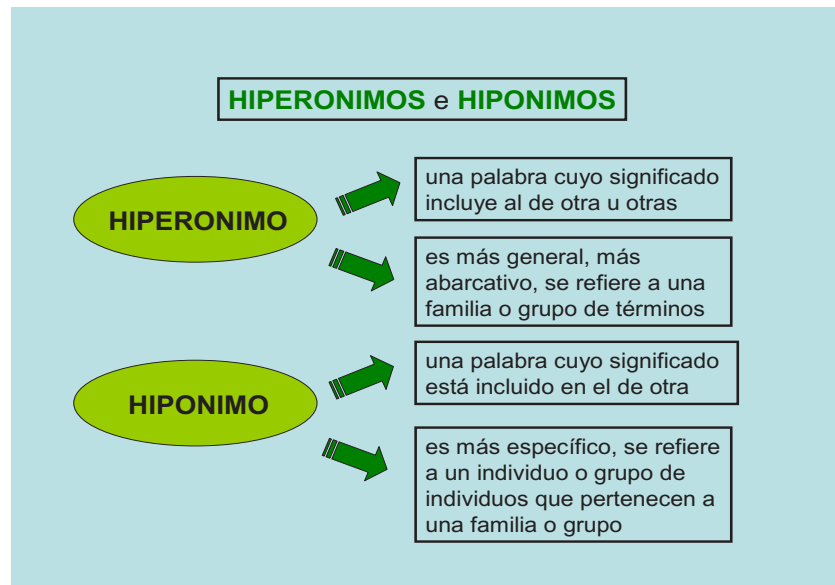 HIPERONIMOS e HIPONIMOS
HIPERONIMO
una palabra cuyo significado
incluye al de otra u otras
es más general, más
abarcativo, se refiere a una
familia o grupo de términos
HIPONIMO
una palabra cuyo significado
está incluido en el de otra
es más específico, se refiere
a un individuo o grupo de
individuos que pertenecen a
una familia o grupo